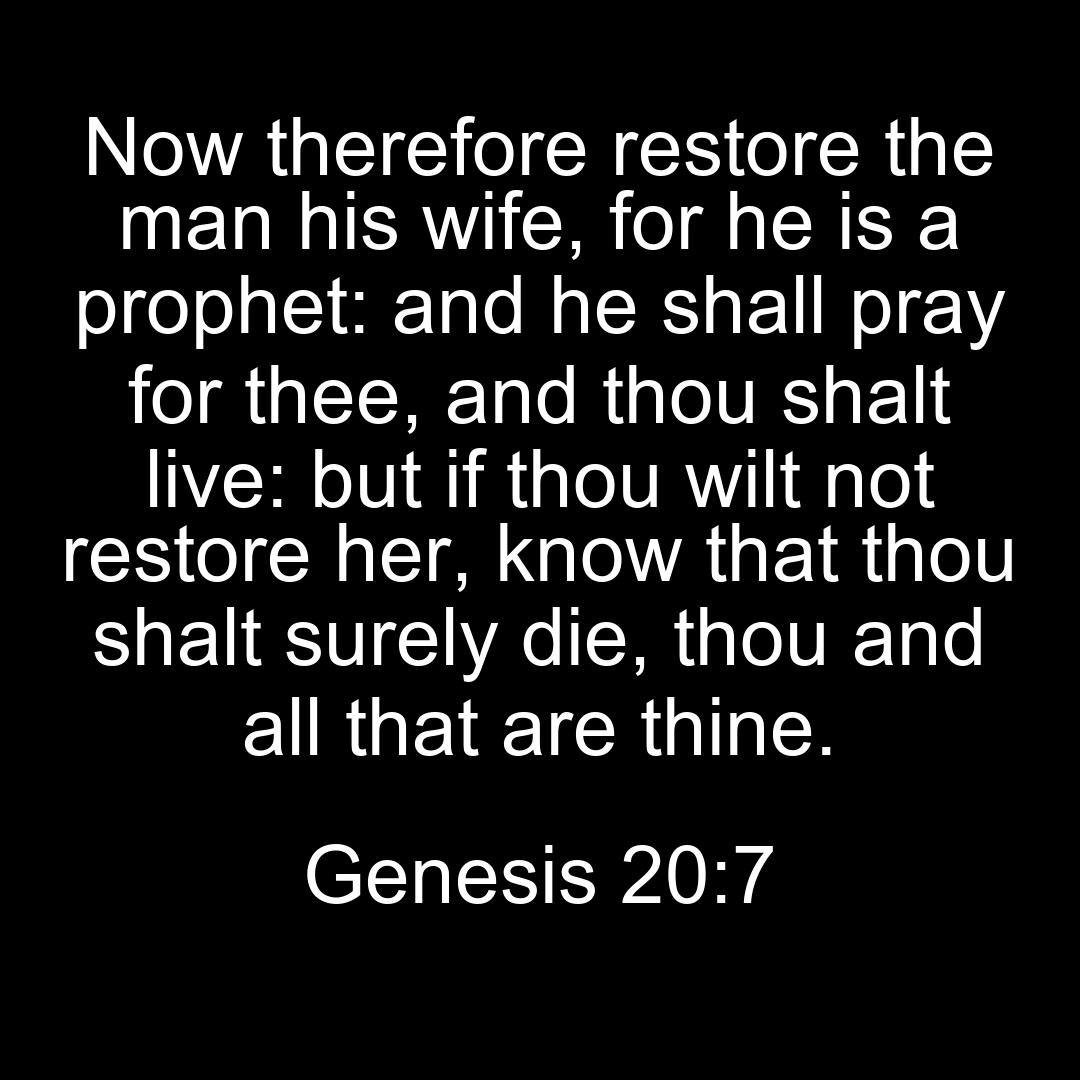 Now therefore restore the
man his wife, for he is a
prophet: and he shall pray
for thee, and thou shalt
live: but if thou wilt not
restore her, know that thou
shalt surely die, thou and
all that are thine.
Genesis 20:7